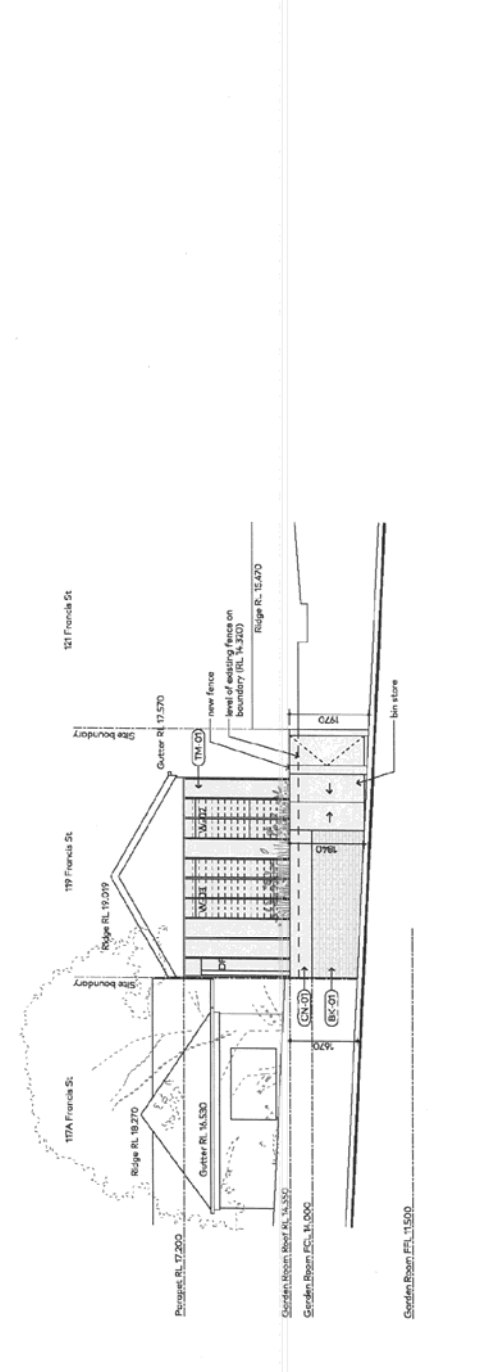 117A Francis St
119 Francis St
121 Francis St
Site boundary
Site boundary
Ridge RL 18.270
Ridge RL 19.019
Gutter RL 17.570
Gutter RL 16.530
TM-01
new fence
level of existing fence on
boundary (RL 14.320)
Ridge RL 15.470
W-03
W-02
DP
Parapet RL 17.200
Garden Room Roof RL 14.550
Garden Room FCL 14.000
Garden Room FFL 11.500
CN-01
BK-01
1670
1840
1970
bin store